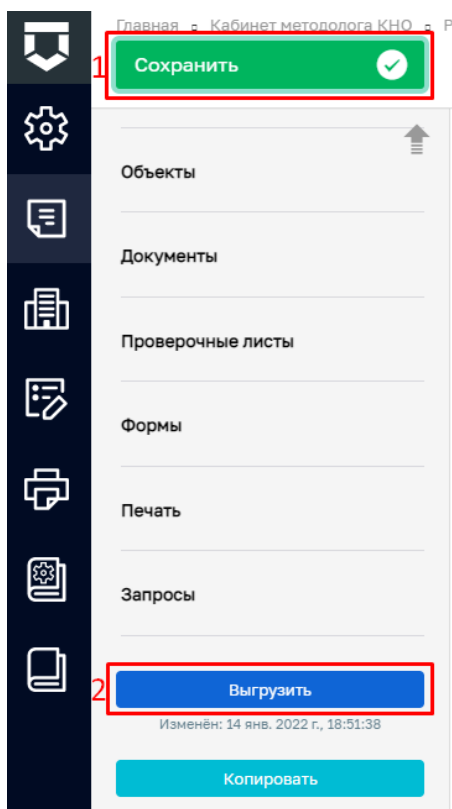 Главная Кабинет методолога КНО Р
1 Сохранить
Объекты
Документы
Проверочные листы
Формы
Печать
Запросы
2 Выгрузить
Изменён: 14 янв. 2022 г., 18:51:38
Копировать